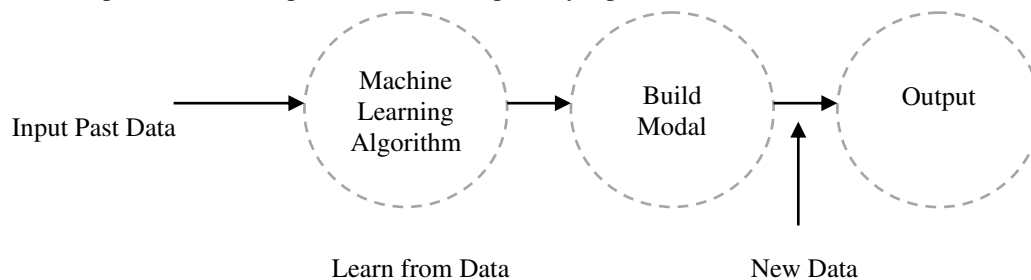 Input Past Data
Machine
Learning
Algorithm
Build
Modal
Output
Learn from Data
New Data